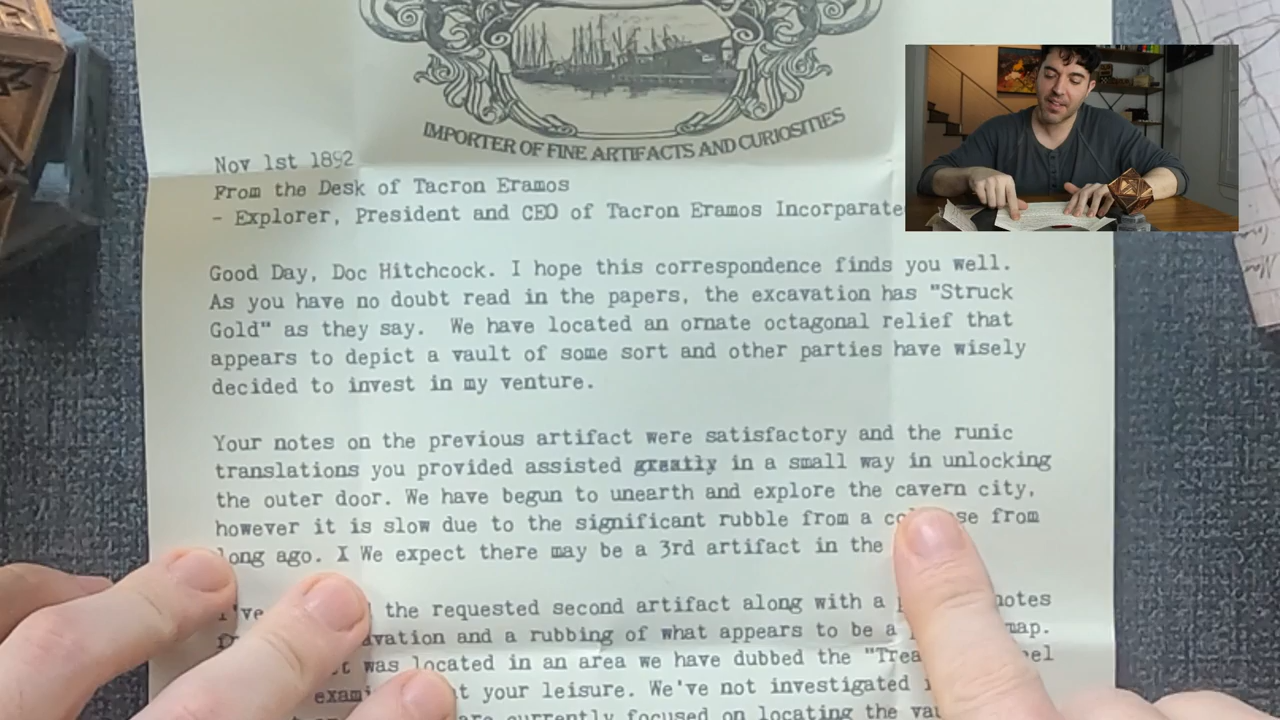 IMPORTER OF FINE ARTIFACTS AND CURIOSITIES
Nov 1st 1892
From the Desk of Tacron Eramos
- Explorer, President and CEO of Tacron Eramos Incorparate
Good Day, Doc Hitchcock. I hope this correspondence finds you well.
As you have no doubt read in the papers, the excavation has "Struck
Gold" as they say. We have located an ornate octagonal relief that
appears to depict a vault of some sort and other parties have wisely
decided to invest in my venture.
Your notes on the previous artifact were satisfactory and the runic
translations you provided assisted greatly in a small way in unlocking
the outer door. We have begun to unearth and explore the cavern city,
however it is slow due to the significant rubble from a from
long ago. I We expect there may be a 3rd artifact in the
I've the requested second artifact along with a notes
and a rubbing of what appears to be a map.
was located in an area we have dubbed the
your leisure. We've not investigated
currently focused on locating the